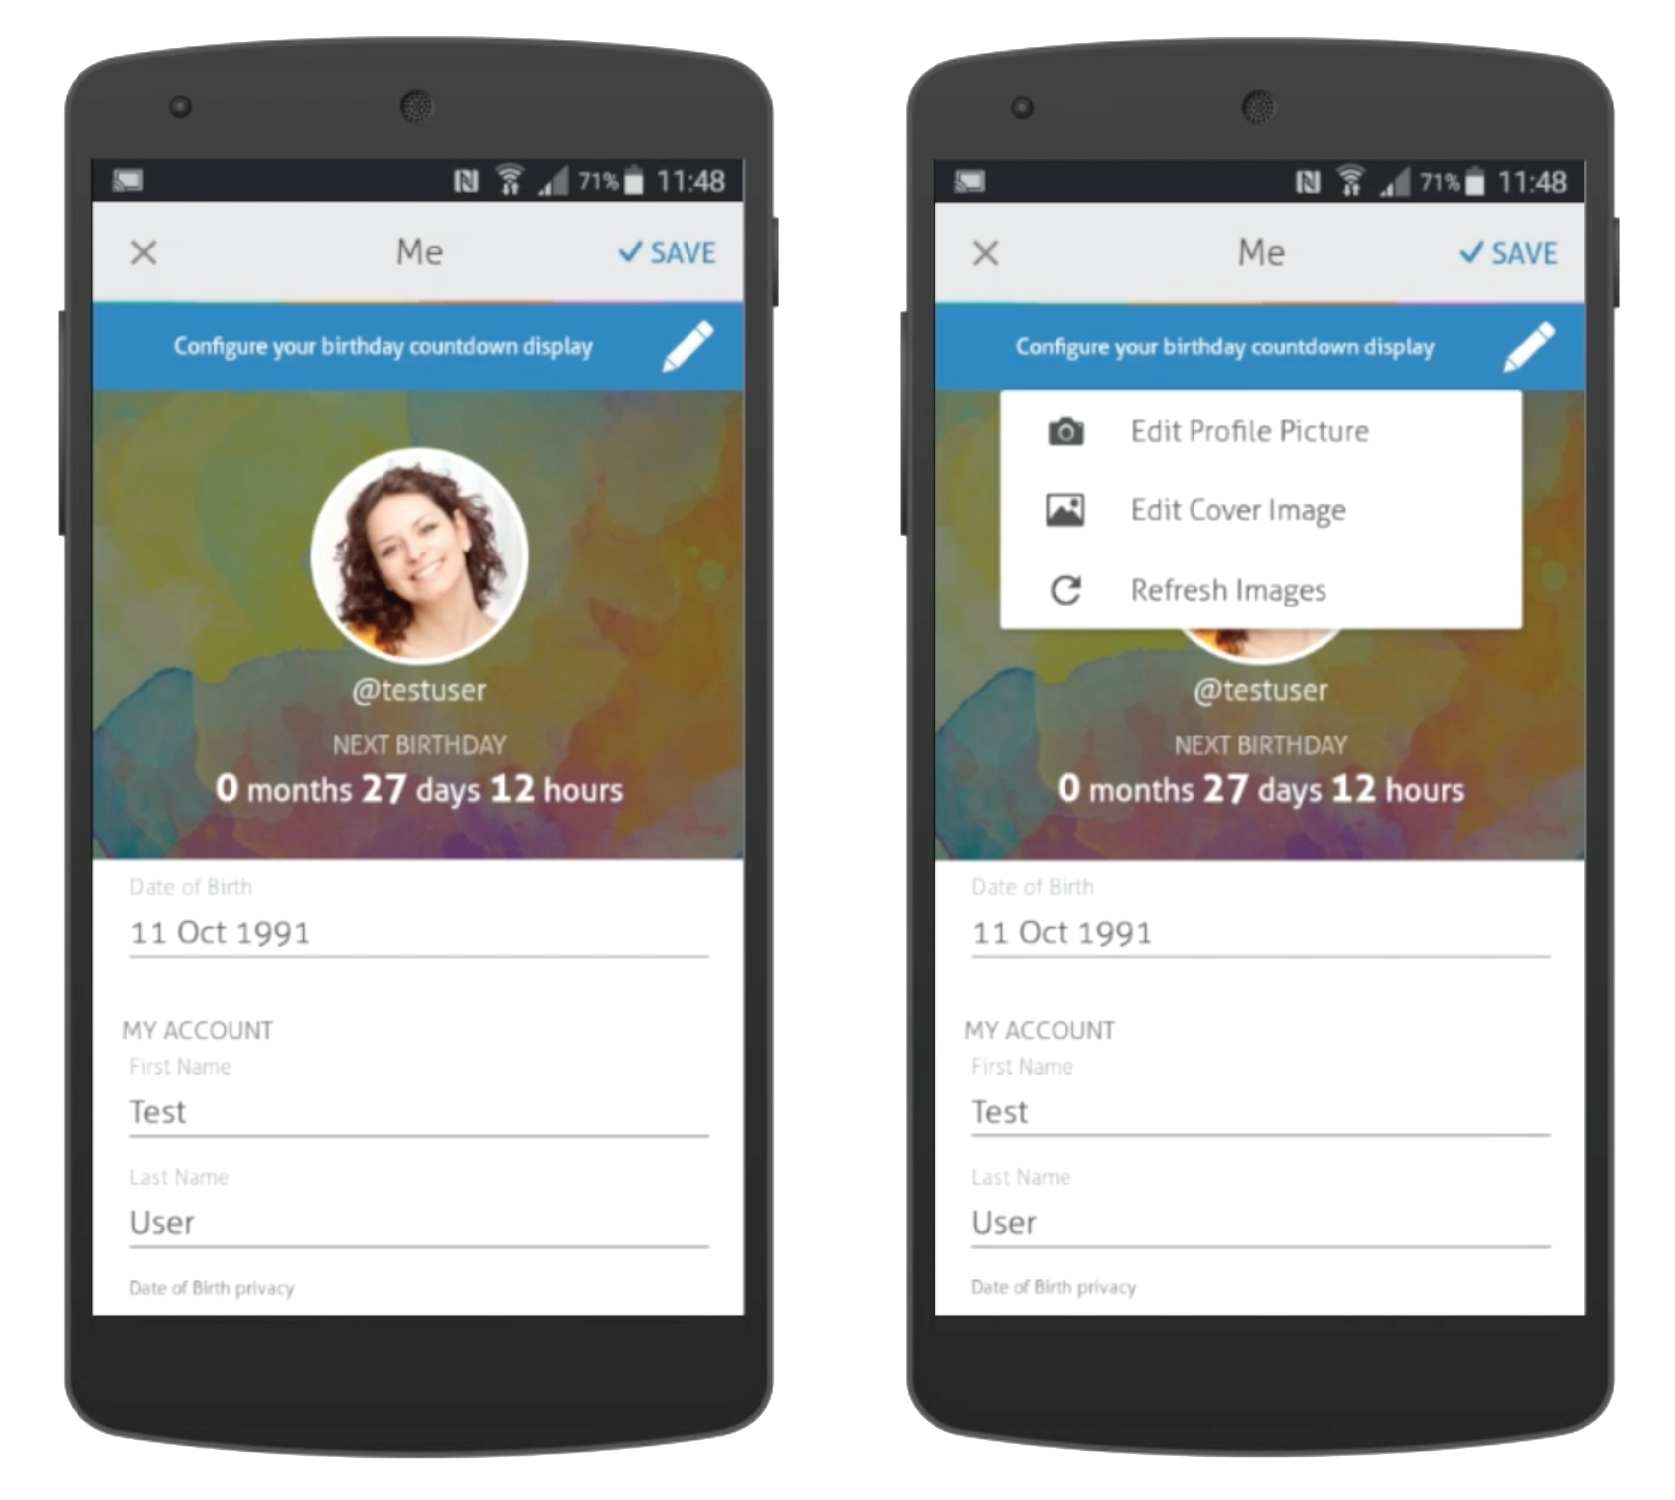 71% 11:48
Me
SAVE
Configure your birthday countdown display
@testuser
NEXT BIRTHDAY
0 months 27 days 12 hours
Date of Birth
11 Oct 1991
MY ACCOUNT
First Name
Test
Last Name
User
Date of Birth privacy
71% 11:48
Me
SAVE
Configure your birthday countdown display
Edit Profile Picture
Edit Cover Image
Refresh Images
@testuser
NEXT BIRTHDAY
0 months 27 days 12 hours
Date of Birth
11 Oct 1991
MY ACCOUNT
First Name
Test
Last Name
User
Date of Birth privacy